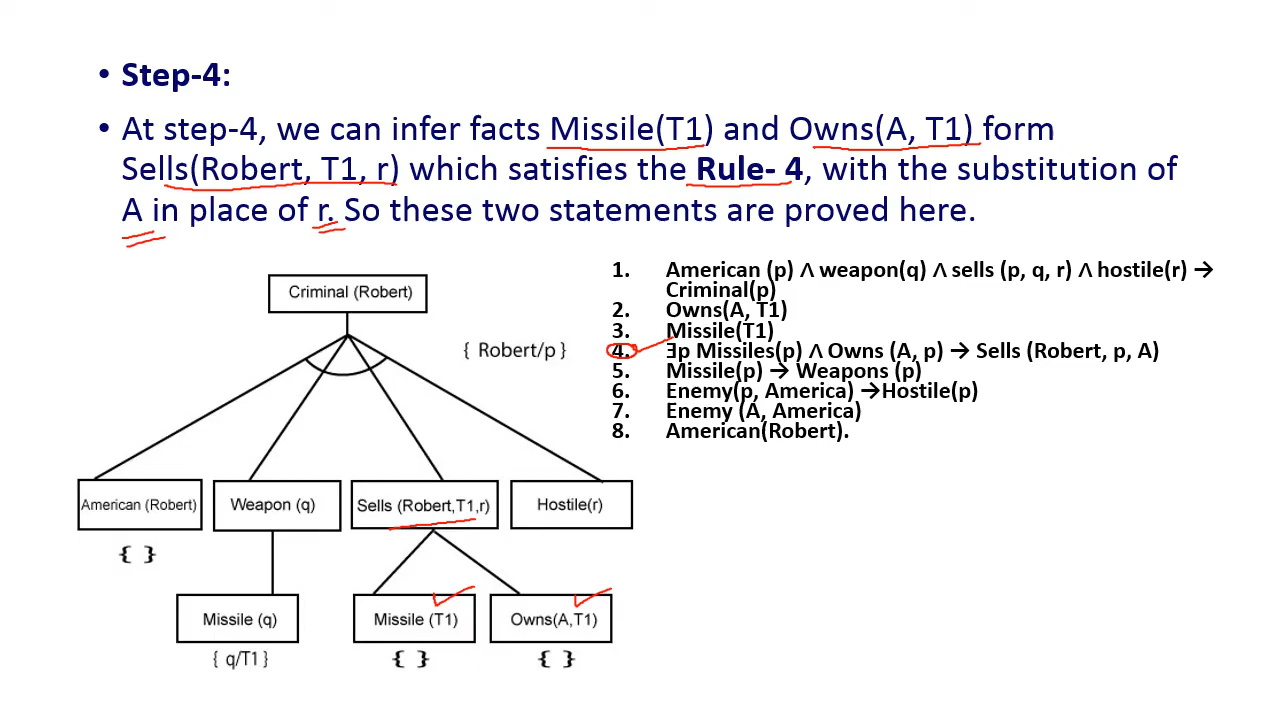 • Step-4:
• At step-4, we can infer facts Missile(T1) and Owns(A, T1) form
Sells(Robert, T1, r) which satisfies the Rule- 4, with the substitution of
A in place of r. So these two statements are proved here.
1. American (p) ∧ weapon(q) ∧ sells (p, q, r) ∧ hostile(r) →
Criminal(p)
2. Owns(A, T1)
3. Missile(T1)
4. ∃p Missiles(p) ∧ Owns (A, p) → Sells (Robert, p, A)
5. Missile(p) → Weapons (p)
6. Enemy(p, America) →Hostile(p)
7. Enemy (A, America)
8. American(Robert).
Criminal (Robert)
{ Robert/p }
American (Robert)
Weapon (q)
Sells (Robert,T1,r)
Hostile(r)
{ }
Missile (q)
Missile (T1)
Owns(A,T1)
{ q/T1 }
{ }
{ }